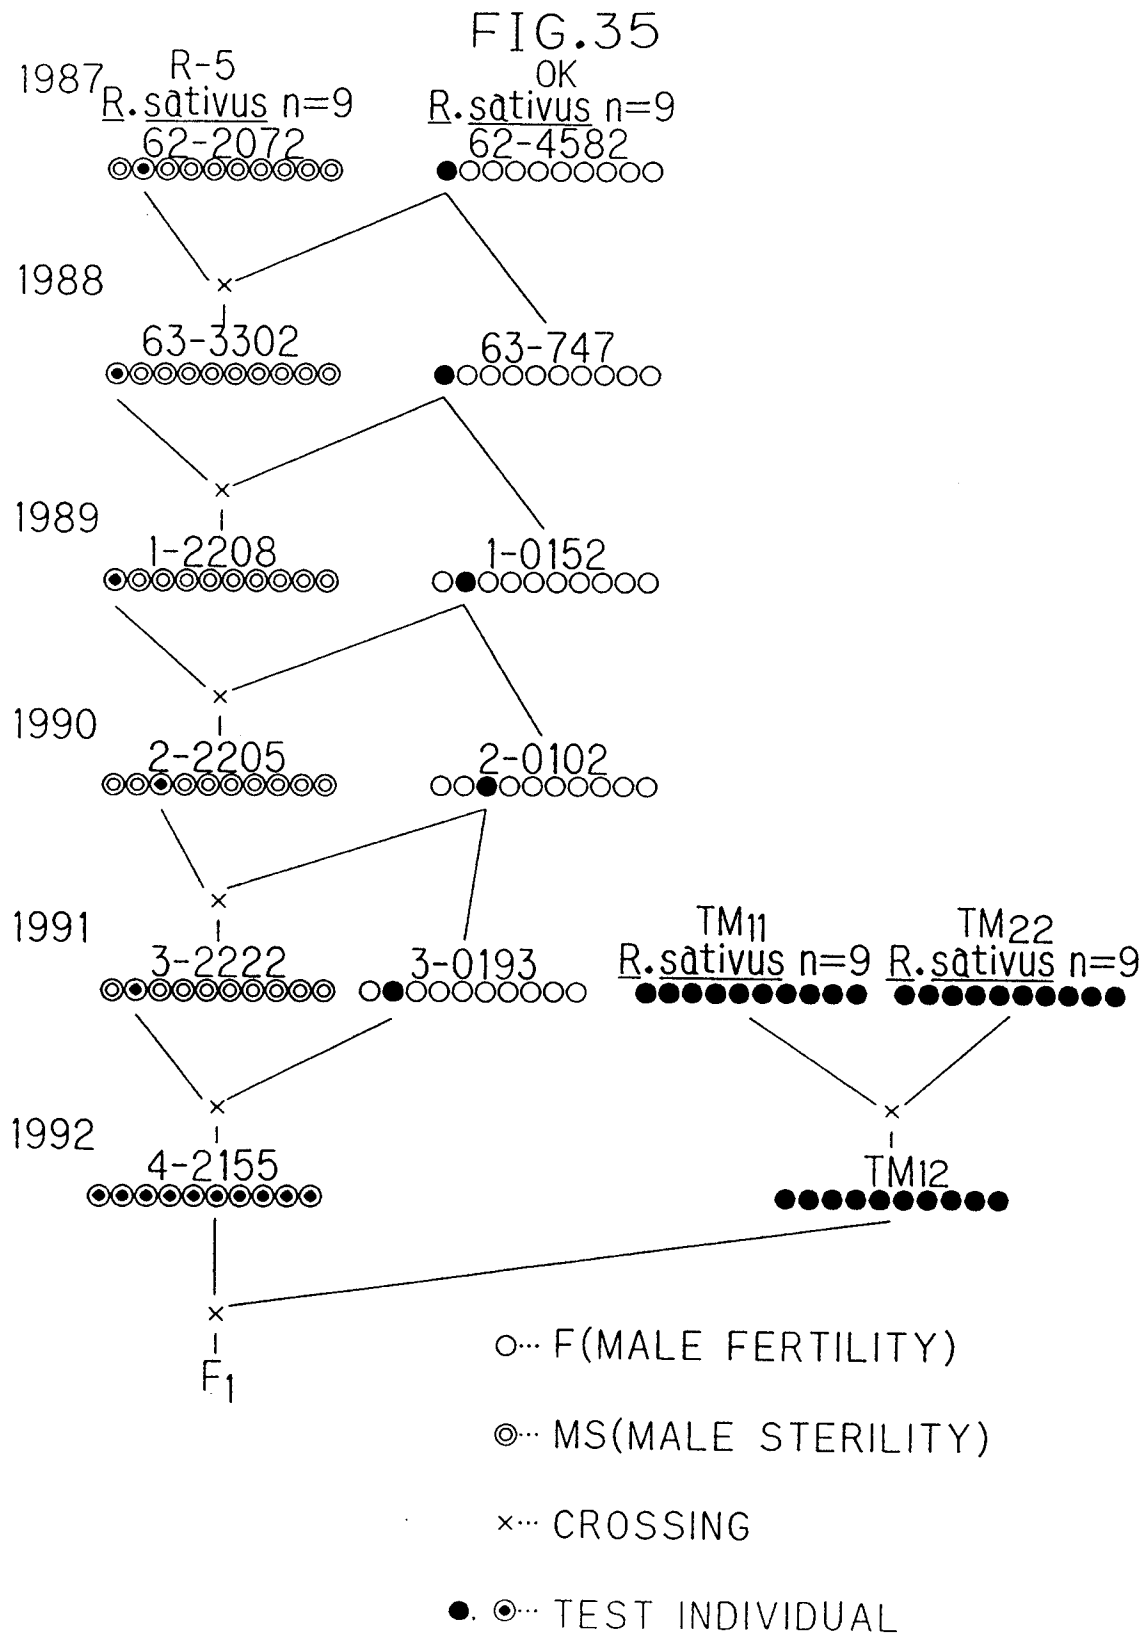 FIG.35
1987
R-5
R.sativus n=9
62-2072
OK
R.sativus n=9
62-4582
1988
63-3302
63-747
1989
1-2208
1-0152
1990
2-2205
2-0102
1991
3-2222
3-0193
TM11
R.sativus n=9
TM22
R.sativus n=9
1992
4-2155
TM12
F1
F(MALE FERTILITY)
MS(MALE STERILITY)
×··· CROSSING
TEST INDIVIDUAL